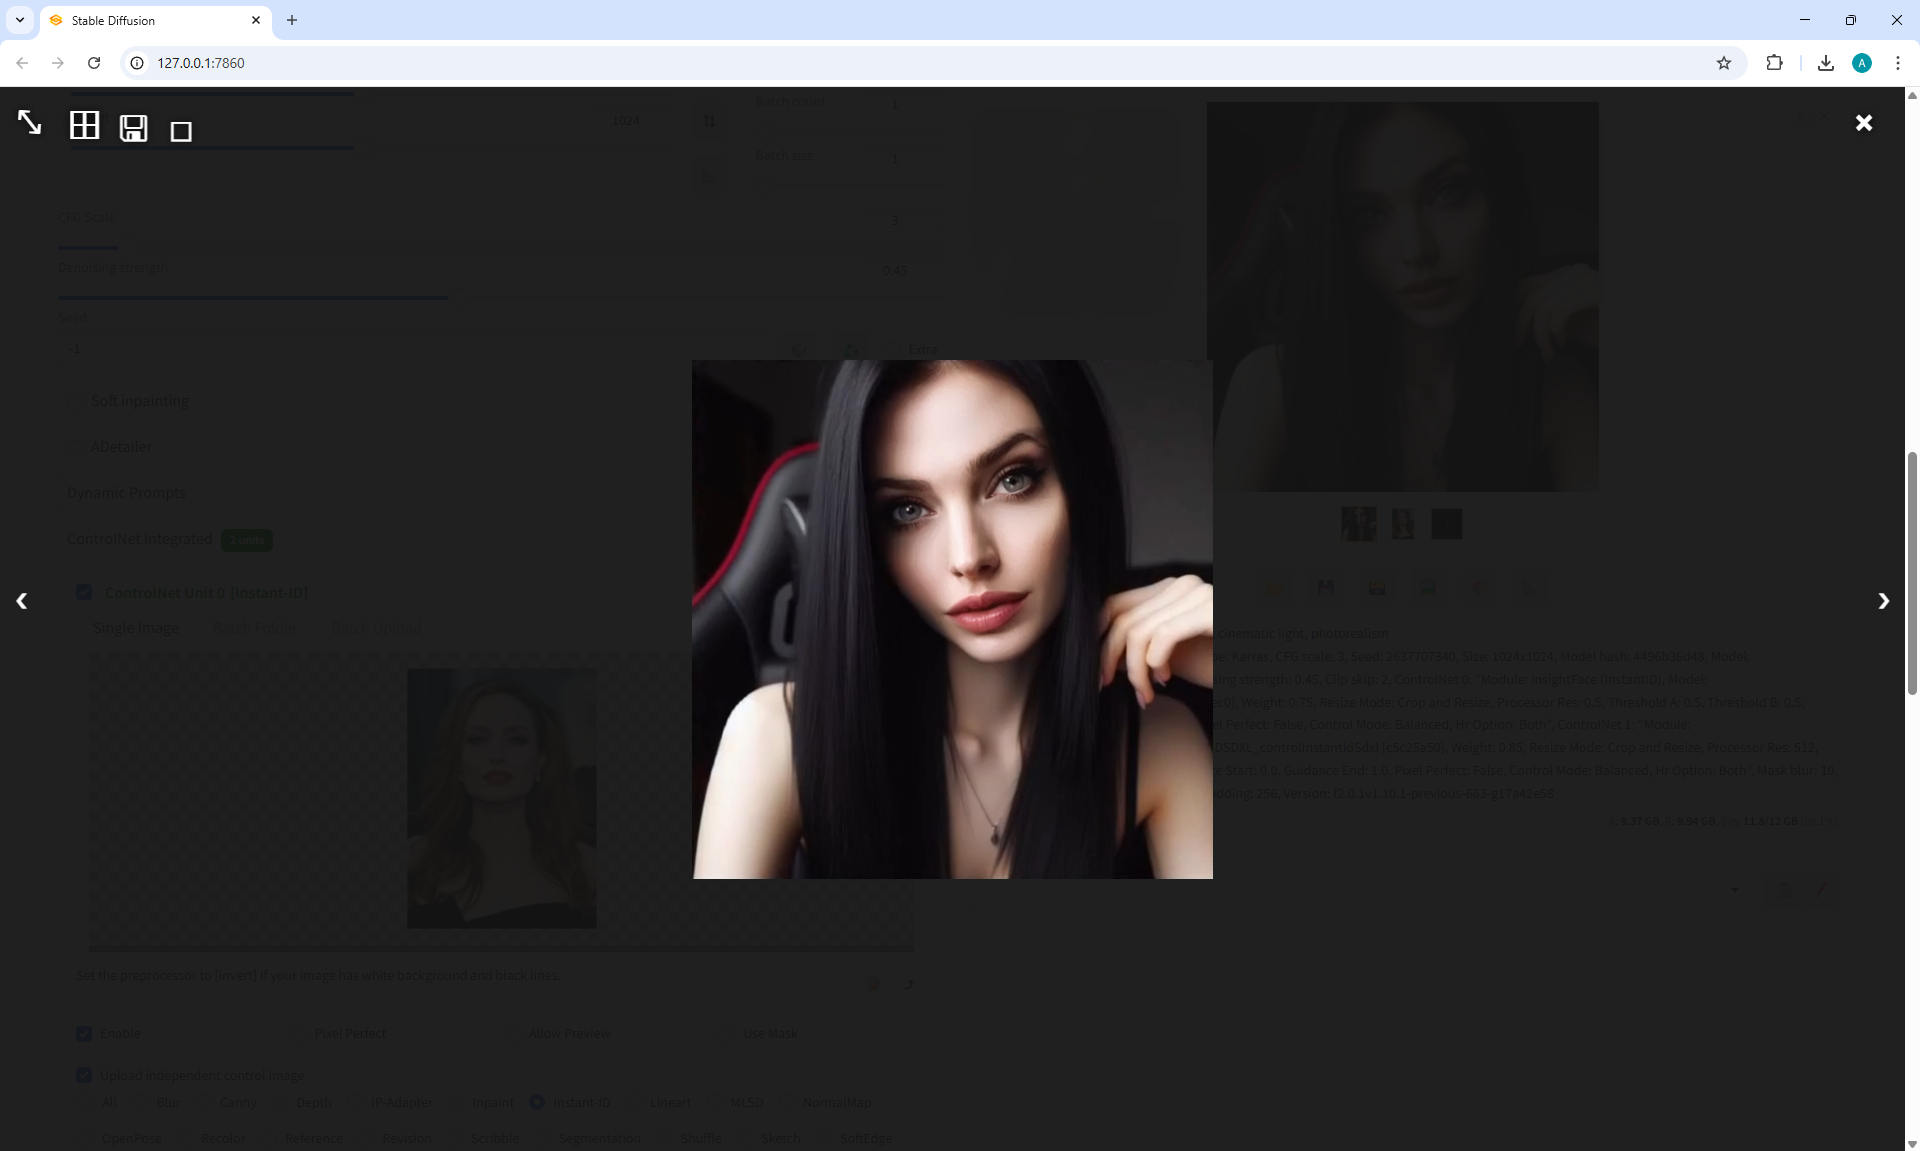 Stable Diffusion
127.0.0.1:7860
A
Batch count
1
1024
Batch size
1
CFG Scale
3
Denoising strength
0.45
Seed
-1
Extra
Soft inpainting
ADetailer
Dynamic Prompts
ControlNet Integrated
2 units
ControlNet Unit 0 [Instant-ID]
Single Image
Batch Folder
Batch Upload
cinematic light, photorealism
Karras, CFG scale: 3, Seed: 2637707340, Size: 1024x1024, Model hash: 4496b36d48, Model:
strength: 0.45, Clip skip: 2, ControlNet 0: "Module: InsightFace (InstantID), Model:
Weight: 0.75, Resize Mode: Crop and Resize, Processor Res: 0.5, Threshold A: 0.5, Threshold B: 0.5,
Perfect: False, Control Mode: Balanced, Hr Option: Both", ControlNet 1: "Module:
[c5c25a50], Weight: 0.85, Resize Mode: Crop and Resize, Processor Res: 512,
Start: 0.0, Guidance End: 1.0, Pixel Perfect: False, Control Mode: Balanced, Hr Option: Both", Mask blur: 10,
256, Version: f2.0.1v1.10.1-previous-663-g17a42e58
A: 9.37 GB, R: 9.94 GB, Sys: 11.8/12 GB
Set the preprocessor to [invert] If your image has white background and black lines.
Enable
Pixel Perfect
Allow Preview
Use Mask
Upload independent control image
All
Blur
Canny
Depth
IP-Adapter
Inpaint
Instant-ID
Lineart
MLSD
NormalMap
OpenPose
Recolor
Reference
Revision
Scribble
Segmentation
Shuffle
Sketch
SoftEdge